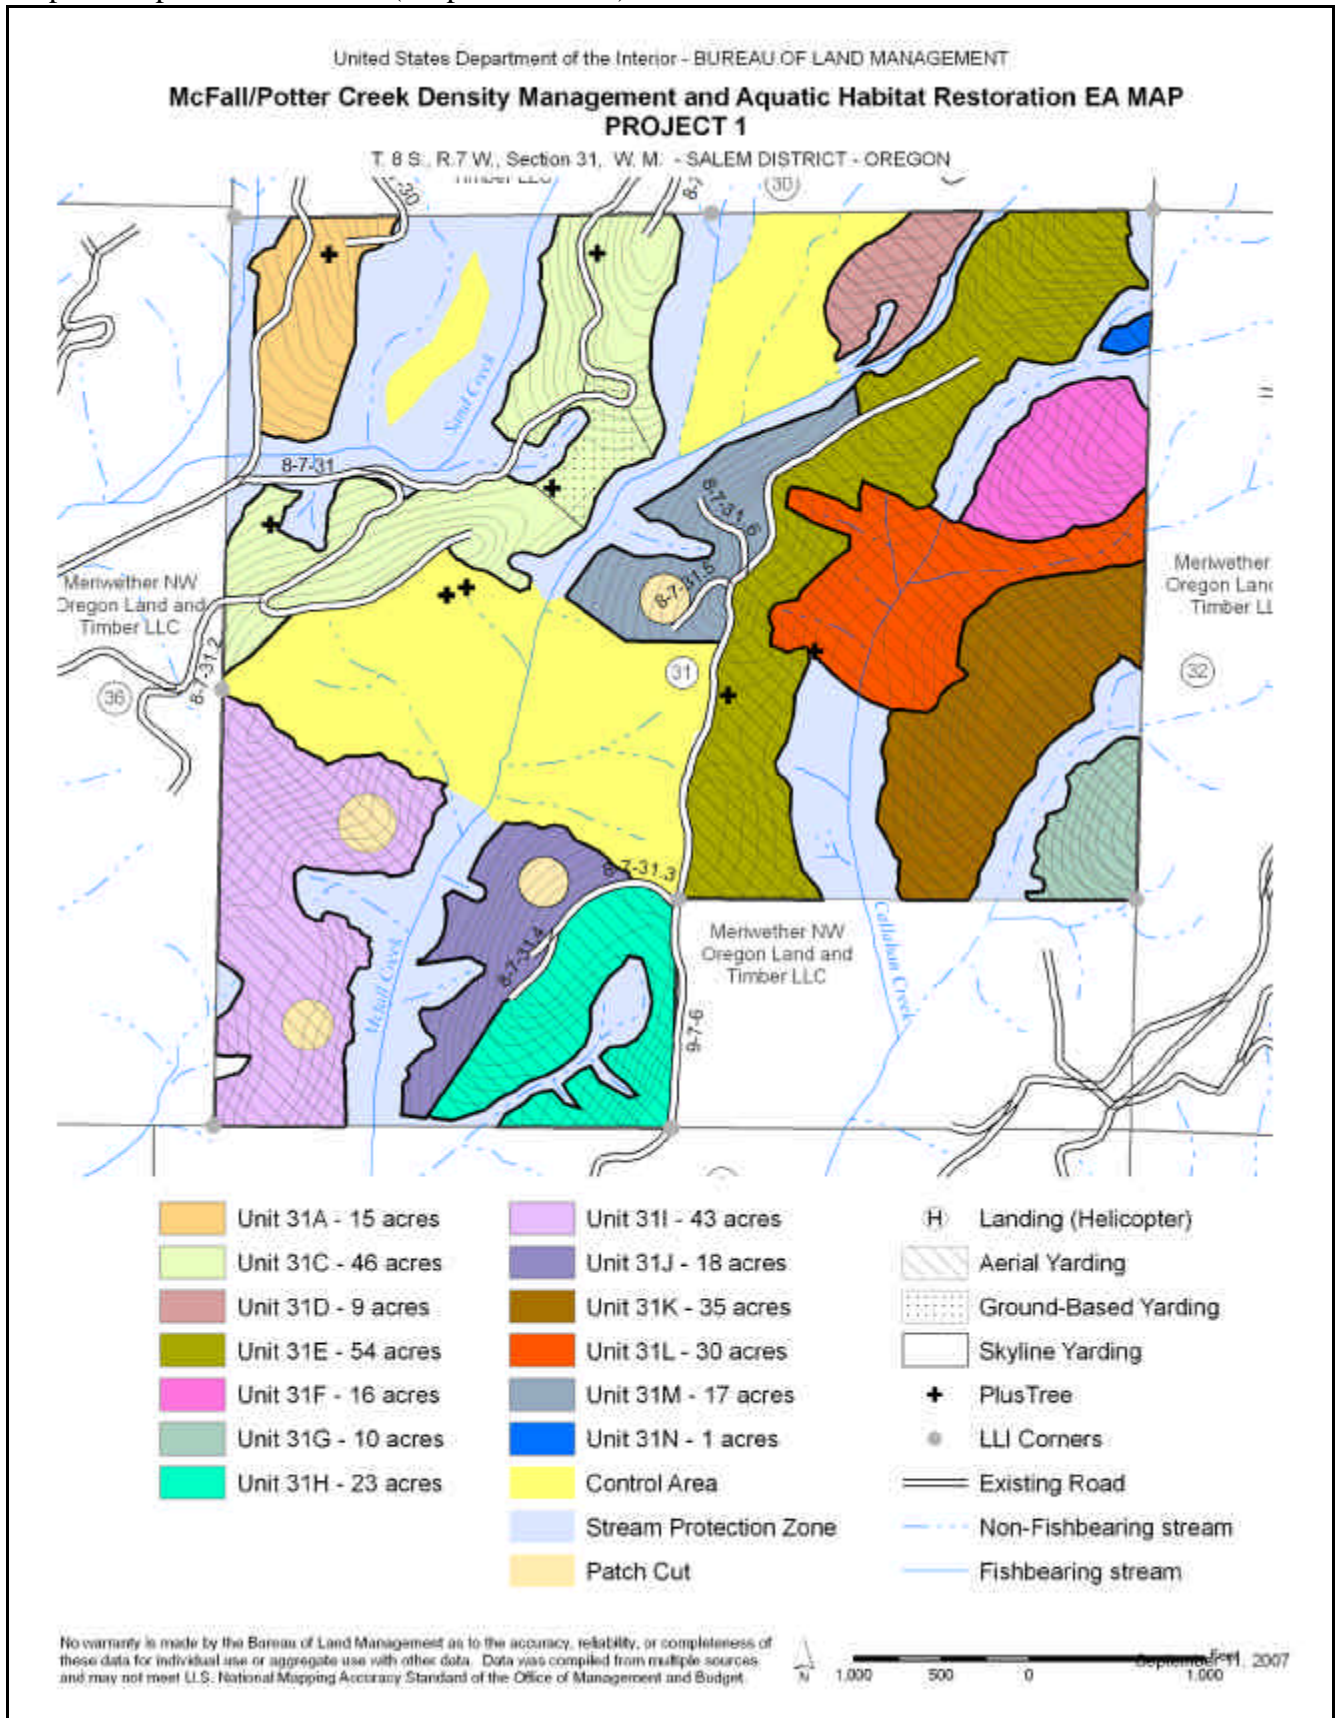 United States Department of the Interior - BUREAU OF LAND MANAGEMENT
McFall/Potter Creek Density Management and Aquatic Habitat Restoration EA MAP
PROJECT 1
T. 8 S., R.7 W., Section 31, W. M. - SALEM DISTRICT - OREGON
30
Sand Creek
8-7-31
8-7-31.6
8-7-31.5
Meriwether NW
Oregon Land and
Timber LLC
Meriwether
Oregon Land
Timber LL
8-7-31.2
36
31
32
8-7-31.3
8-7-31.4
Mcfall Creek
Meriwether NW
Oregon Land and
Timber LLC
Callahan Creek
9-7-6
Unit 31A - 15 acres
Unit 31C - 46 acres
Unit 31D - 9 acres
Unit 31E - 54 acres
Unit 31F - 16 acres
Unit 31G - 10 acres
Unit 31H - 23 acres
Unit 31I - 43 acres
Unit 31J - 18 acres
Unit 31K - 35 acres
Unit 31L - 30 acres
Unit 31M - 17 acres
Unit 31N - 1 acres
Control Area
Stream Protection Zone
Patch Cut
H Landing (Helicopter)
Aerial Yarding
Ground-Based Yarding
Skyline Yarding
PlusTree
LLI Corners
Existing Road
Non-Fishbearing stream
Fishbearing stream
No warranty is made by the Bureau of Land Management as to the accuracy, reliability, or completeness of
these data for individual use or aggregate use with other data. Data was compiled from multiple sources
and may not meet U.S. National Mapping Accuracy Standard of the Office of Management and Budget.
N
1,000 500 0 1,000
Feet
September 11, 2007